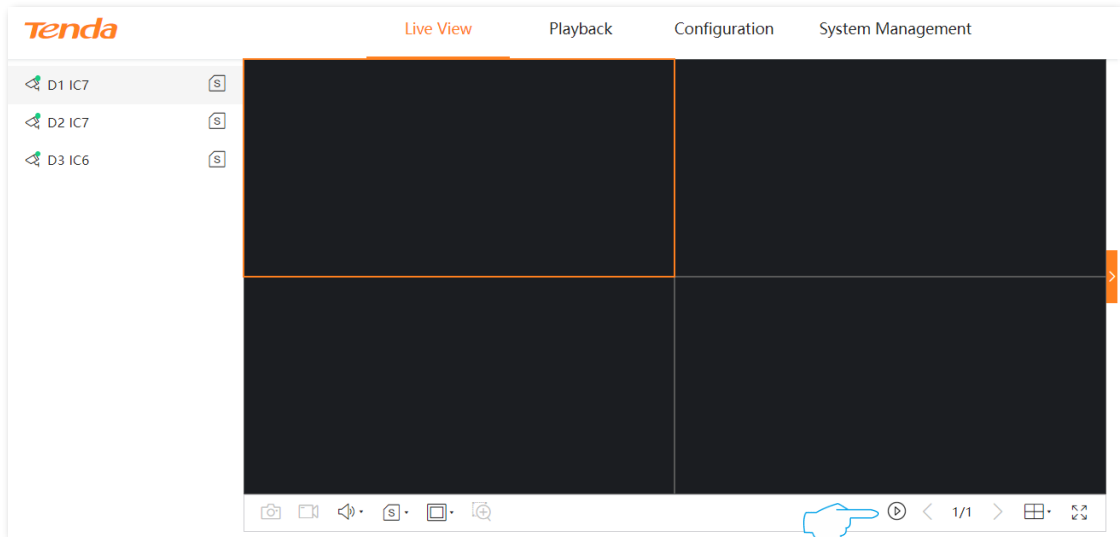 Tenda
Live View Playback Configuration System Management
D1 IC7 S
D2 IC7 S
D3 IC6 S
S 1/1